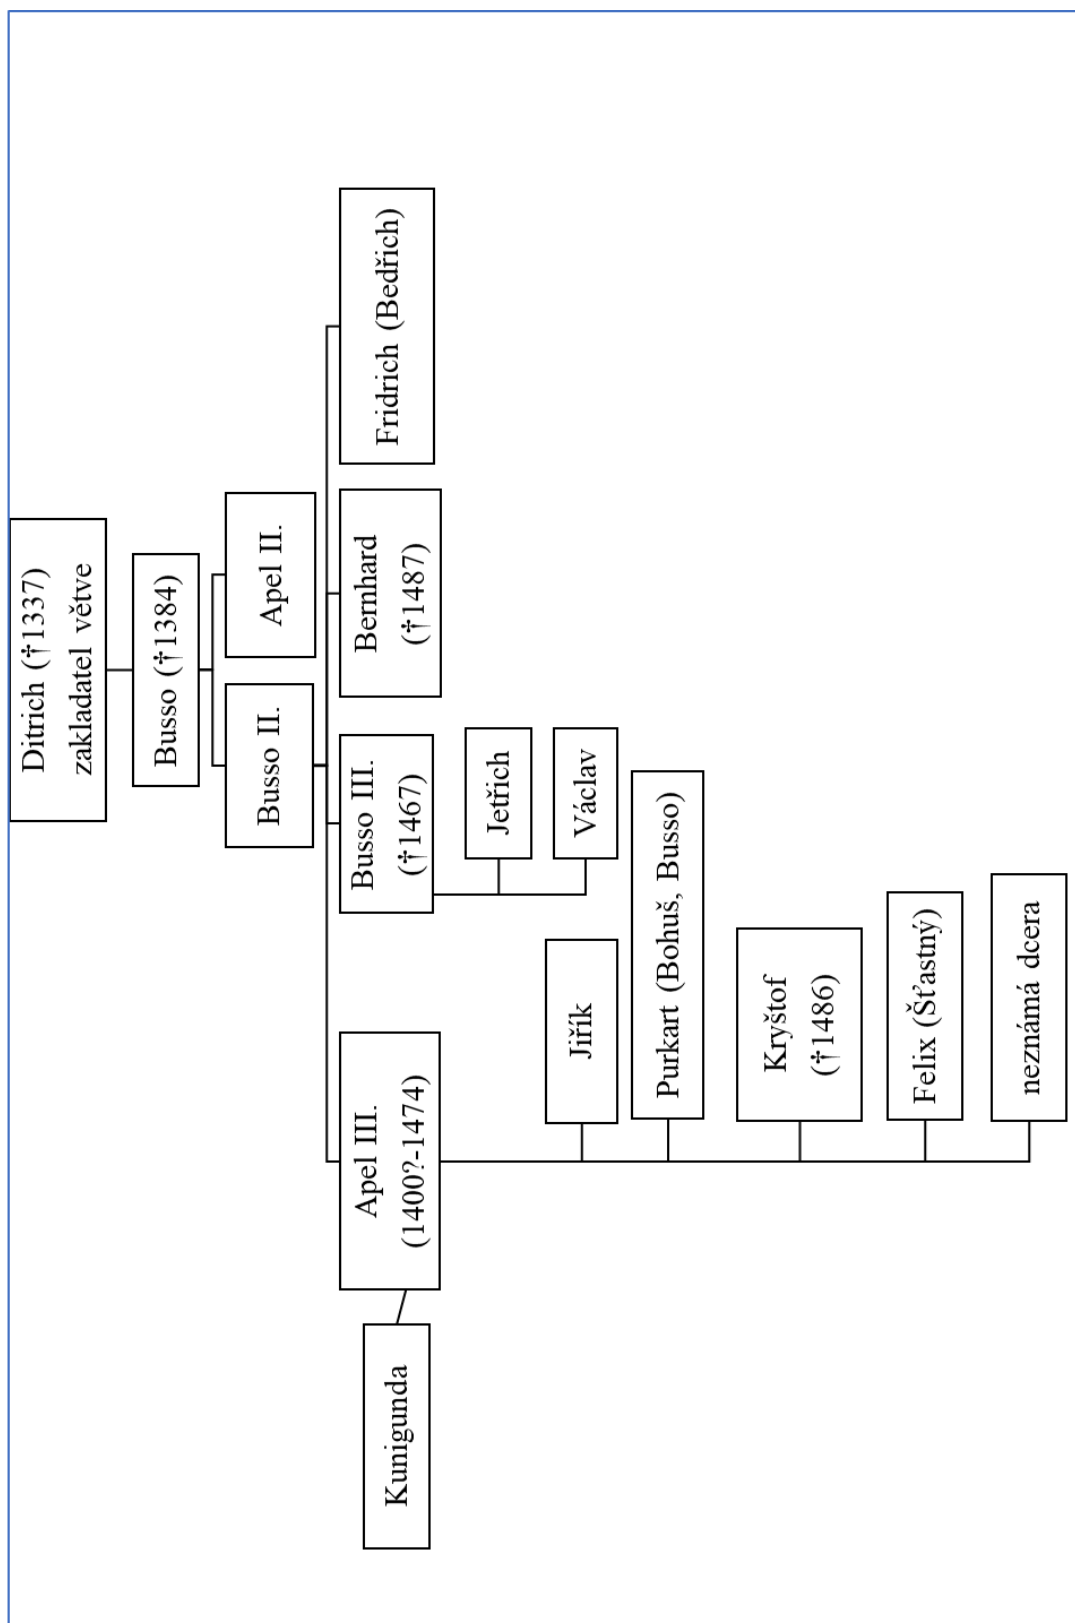 Ditrich (†1337)
zakladatel větve
Busso (†1384)
Busso II.
Apel II.
Kunigunda
Apel III.
(1400?-1474)
Busso III.
(†1467)
Bernhard
(†1487)
Fridrich (Bedřich)
Jetřich
Václav
Jiřík
Purkart (Bohuš, Busso)
Kryštof
(†1486)
Felix (Šťastný)
neznámá dcera